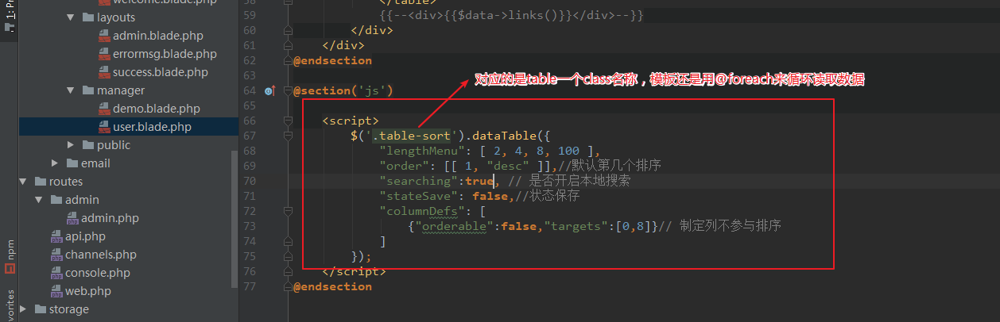 welcome.blade.php
layouts
admin.blade.php
errormsg.blade.php
success.blade.php
manager
demo.blade.php
user.blade.php
public
email
routes
admin
admin.php
api.php
channels.php
console.php
web.php
storage
1:
npm
vorites
58 </table>
59 {{--<div>{{$data->links()}}</div>--}}
60 </div>
61 </div>
62 @endsection
63
64 @section('js')
65
66 <script>
67 $('.table-sort').dataTable({
68 "lengthMenu": [ 2, 4, 8, 100 ],
69 "order": [[ 1, "desc" ]],//默认第几个排序
70 "searching":true, // 是否开启本地搜索
71 "stateSave": false,//状态保存
72 "columnDefs": [
73 {"orderable":false,"targets":[0,8]}// 制定列不参与排序
74 ]
75 });
76 </script>
77 @endsection
对应的是table一个class名称，模板还是用@foreach来循环读取数据